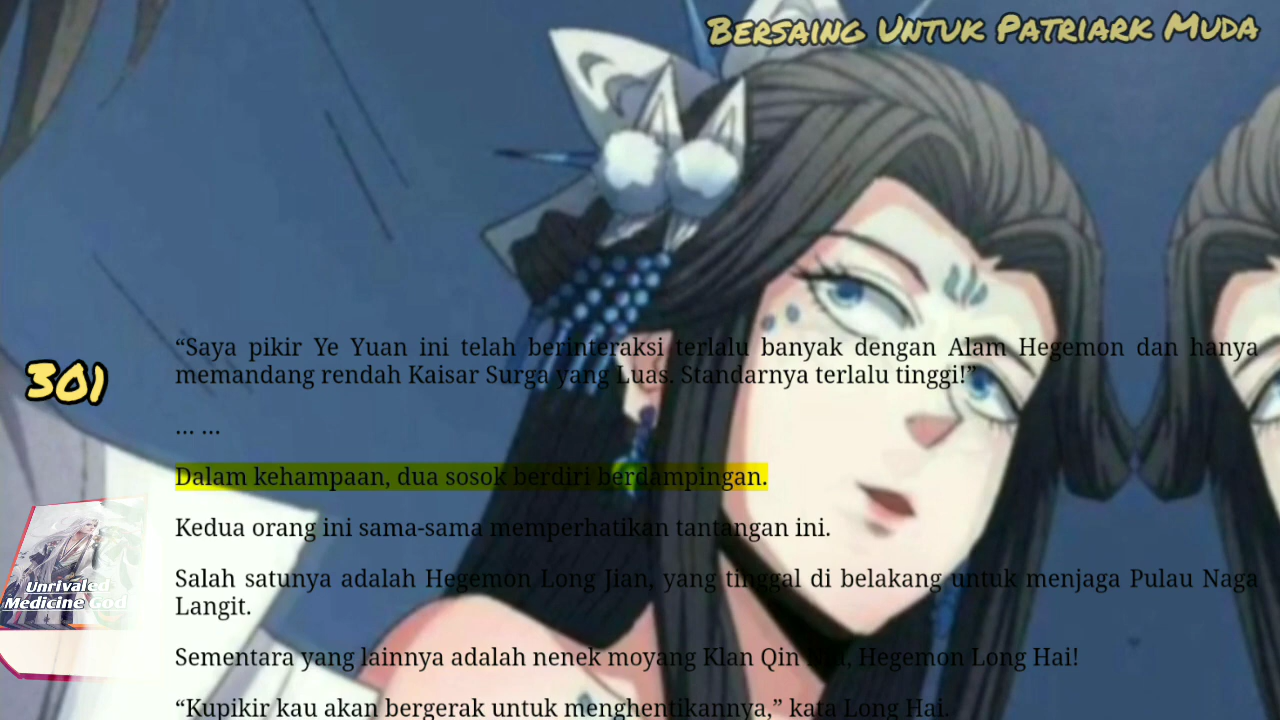 Bersaing Untuk Patriark Muda
“Saya pikir Ye Yuan ini telah berinteraksi terlalu banyak dengan Alam Hegemon dan hanya
memandang rendah Kaisar Surga yang Luas. Standarnya terlalu tinggi!”
... ...
301
Dalam kehampaan, dua sosok berdiri berdampingan.
Kedua orang ini sama-sama memperhatikan tantangan ini.
Salah satunya adalah Hegemon Long Jian, yang tinggal di belakang untuk menjaga Pulau Naga
Langit.
Unrivaled
Medicine God
Sementara yang lainnya adalah nenek moyang Klan Qin Niu, Hegemon Long Hai!
“Kupikir kau akan bergerak untuk menghentikannya,” kata Long Hai.